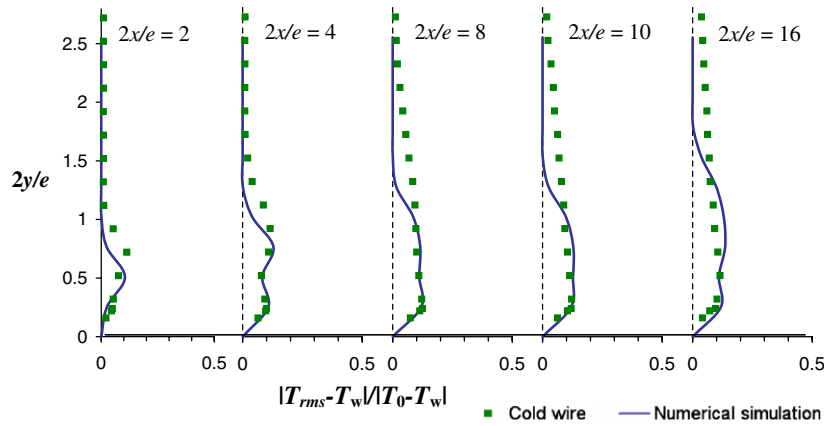 2x/e = 2 2x/e = 4 2x/e = 8 2x/e = 10 2x/e = 16
2.5
2
1.5
2y/e
1
0.5
0
0 0.5 0 0.5 0 0.5 0 0.5 0 0.5
|Trms-Tw|/|T0-Tw|
Cold wire Numerical simulation